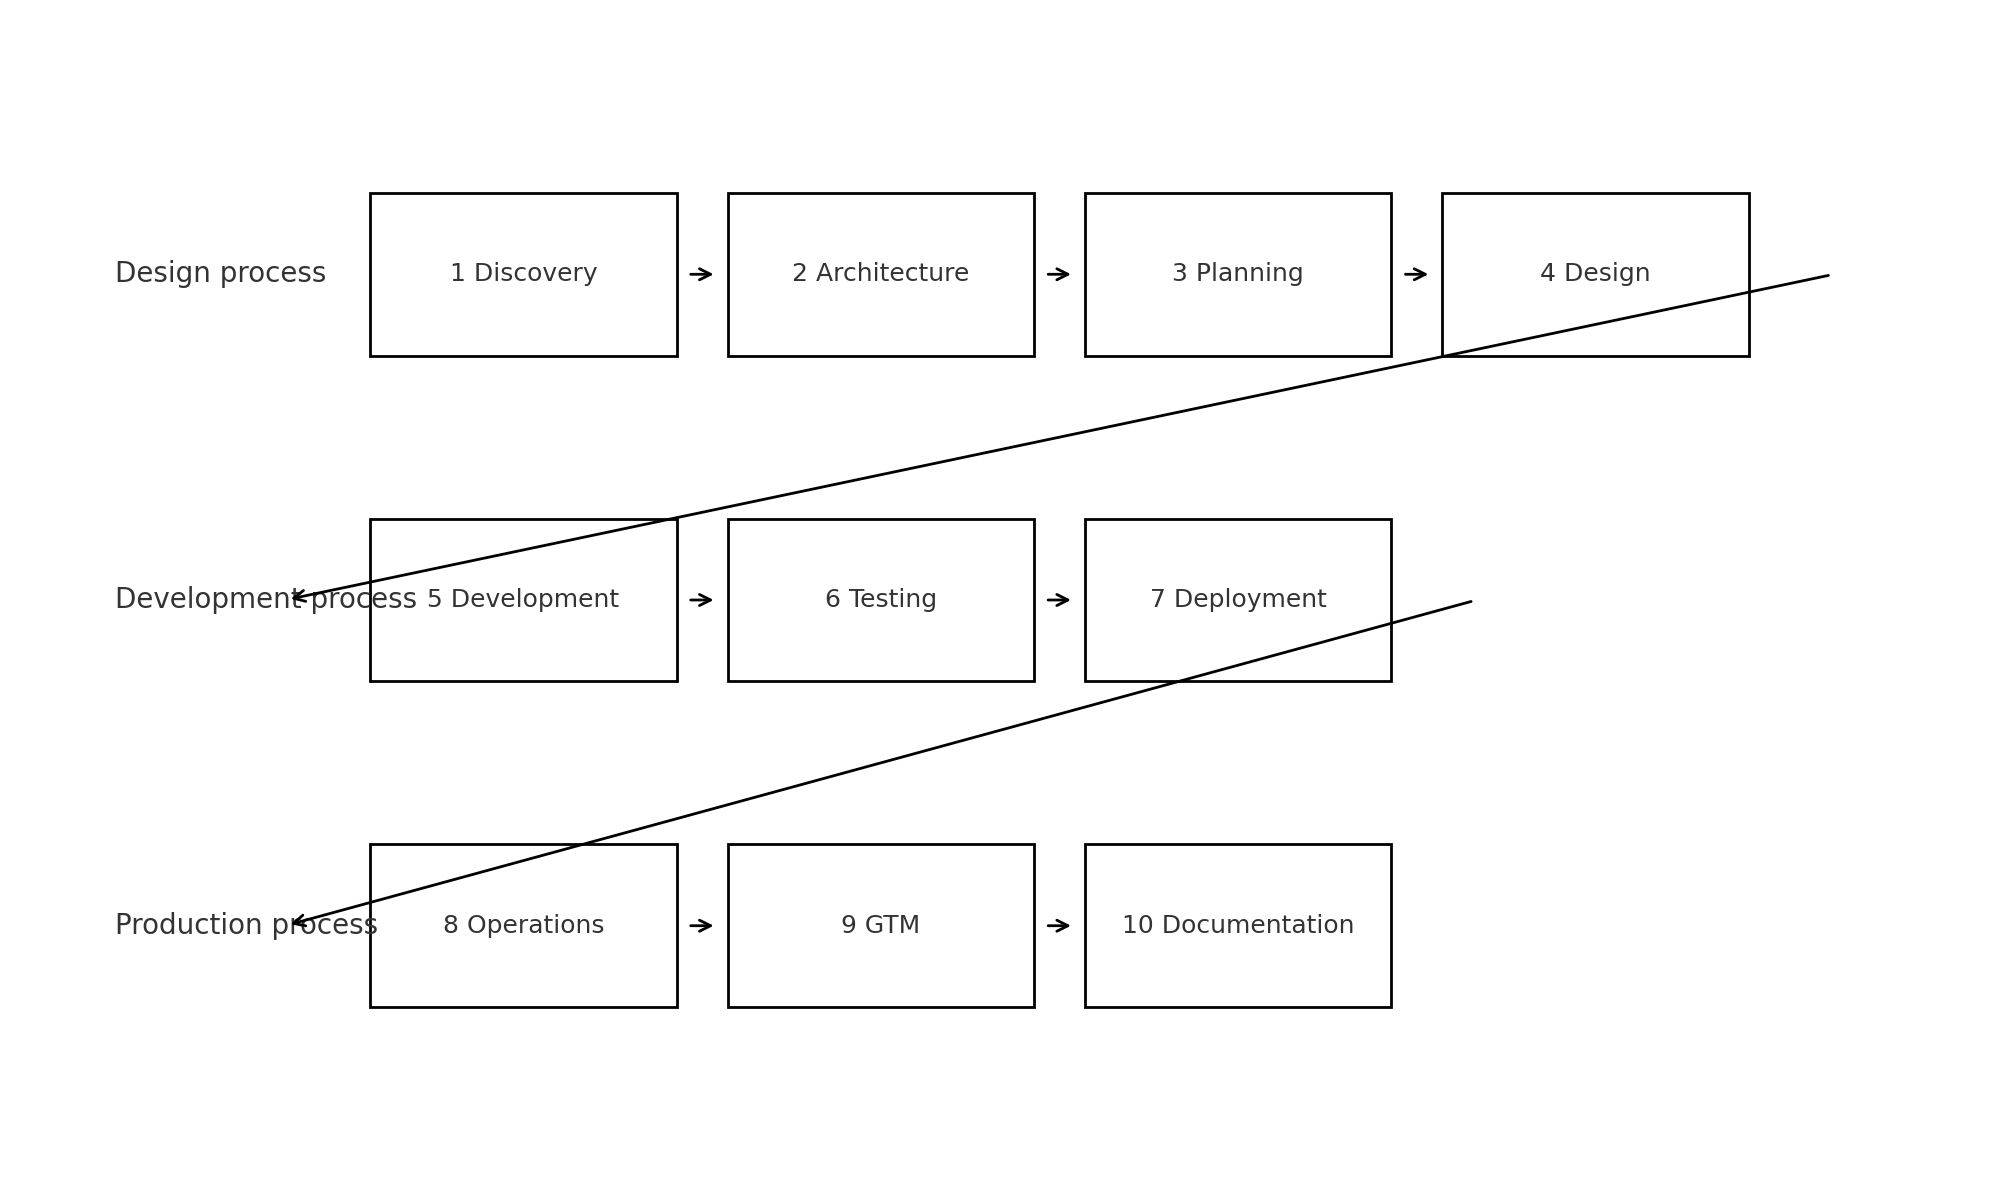 Design process
1 Discovery
2 Architecture
3 Planning
4 Design
Development process
5 Development
6 Testing
7 Deployment
Production process
8 Operations
9 GTM
10 Documentation